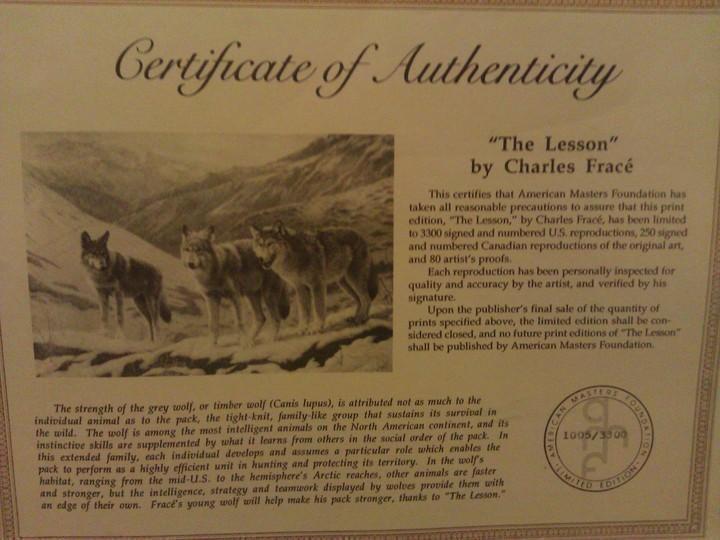 Certificate of Authenticity
"The Lesson"
by Charles Fracé
This certifies that American Masters Foundation has
taken all reasonable precautions to assure that this print
edition, "The Lesson," by Charles Fracé, has been limited
to 3300 signed and numbered U.S. reproductions, 250 signed
and numbered Canadian reproductions of the original art,
and 80 artist's proofs.
Each reproduction has been personally inspected for
quality and accuracy by the artist, and verified by his
signature.
Upon the publisher's final sale of the quantity of
prints specified above, the limited edition shall be con-
sidered closed, and no future print editions of "The Lesson"
shall be published by American Masters Foundation.
The strength of the grey wolf, or timber wolf (Canis lupus), is attributed not as much to the
individual animal as to the pack, the tight-knit, family-like group that sustains its survival in
the wild. The wolf is among the most intelligent animals on the North American continent, and its
instinctive skills are supplemented by what it learns from others in the social order of the pack. In
this extended family, each individual develops and assumes a particular role which enables the
pack to perform as a highly efficient unit in hunting and protecting its territory. In the wolf's
habitat, ranging from the mid-U.S. to the hemisphere's Arctic reaches, other animals are faster
and stronger, but the intelligence, strategy and teamwork displayed by wolves provide them with
an edge of their own. Fracé's young wolf will help make his pack stronger, thanks to "The Lesson."
AMERICAN MASTERS FOUNDATION
amf
1005/3300
LIMITED EDITION